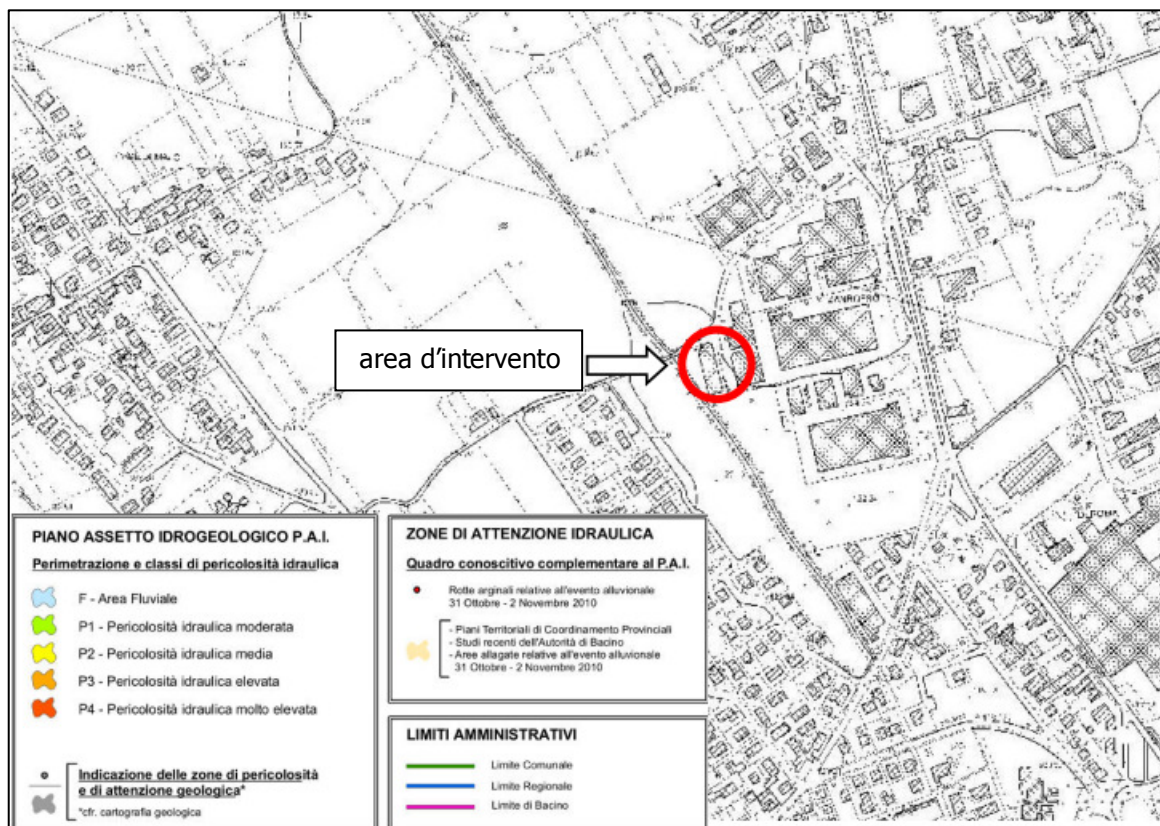 area d'intervento
PIANO ASSETTO IDROGEOLOGICO P.A.I.
Perimetrazione e classi di pericolosità idraulica
F - Area Fluviale
P1 - Pericolosità idraulica moderata
P2 - Pericolosità idraulica media
P3 - Pericolosità idraulica elevata
P4 - Pericolosità idraulica molto elevata
Indicazione delle zone di pericolosità
e di attenzione geologica*
*cfr. cartografia geologica
ZONE DI ATTENZIONE IDRAULICA
Quadro conoscitivo complementare al P.A.I.
Rotte arginali relative all'evento alluvionale
31 Ottobre - 2 Novembre 2010
- Piani Territoriali di Coordinamento Provinciali
- Studi recenti dell'Autorità di Bacino
- Aree allagate relative all'evento alluvionale
31 Ottobre - 2 Novembre 2010
LIMITI AMMINISTRATIVI
Limite Comunale
Limite Regionale
Limite di Bacino